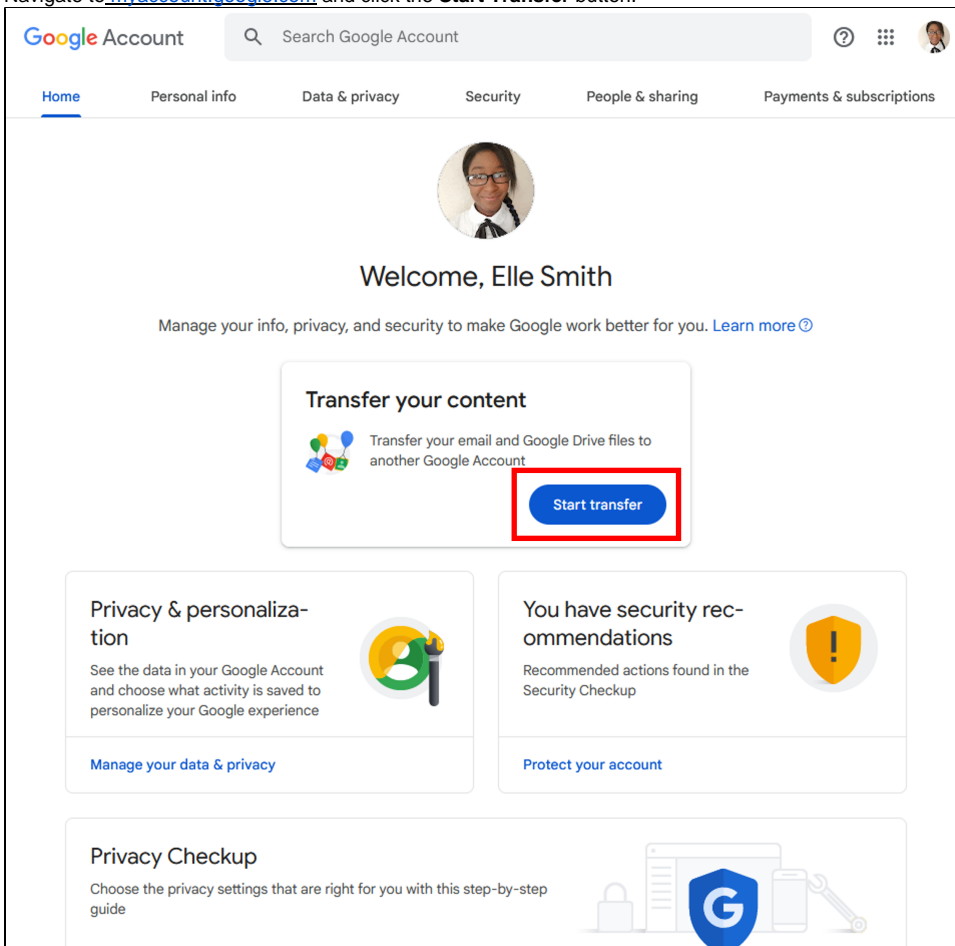 Navigate to myaccount.google.com and click the Start Transfer button.
Google Account
Search Google Account
Home Personal info Data & privacy Security People & sharing Payments & subscriptions
Welcome, Elle Smith
Manage your info, privacy, and security to make Google work better for you. Learn more
Transfer your content
Transfer your email and Google Drive files to
another Google Account
Start transfer
Privacy & personaliza-
tion
See the data in your Google Account
and choose what activity is saved to
personalize your Google experience
Manage your data & privacy
You have security rec-
ommendations
Recommended actions found in the
Security Checkup
Protect your account
Privacy Checkup
Choose the privacy settings that are right for you with this step-by-step
guide
G